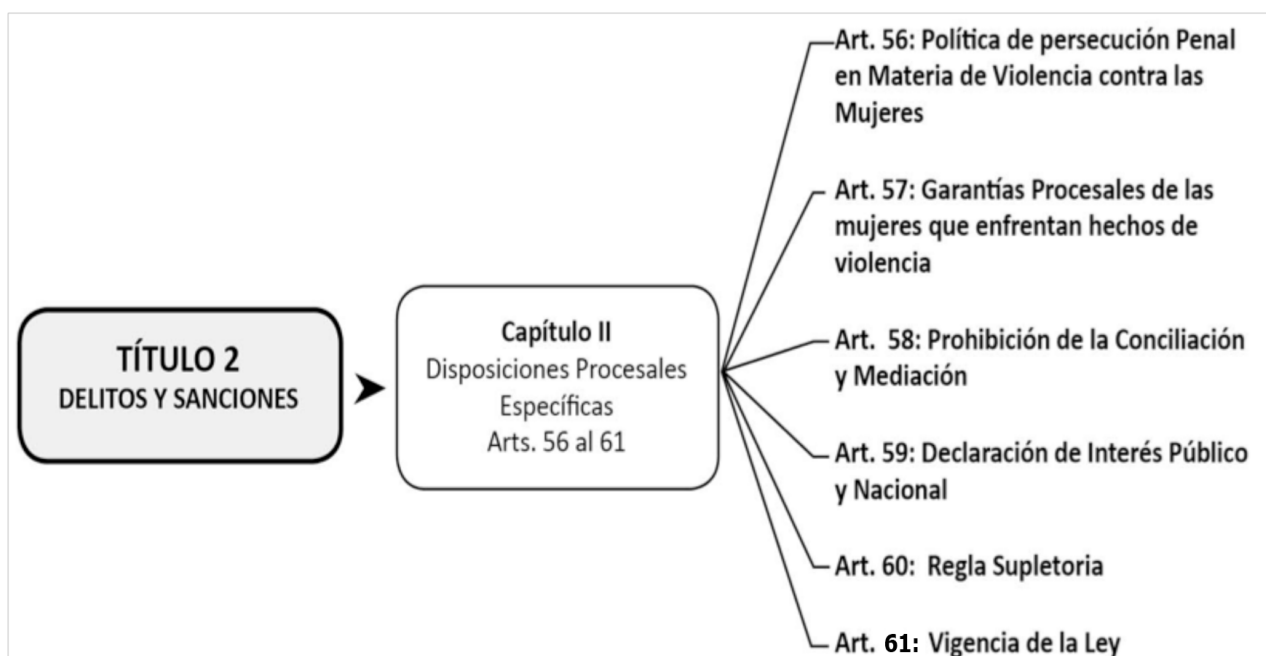 TÍTULO 2
DELITOS Y SANCIONES
Capítulo II
Disposiciones Procesales
Específicas
Arts. 56 al 61
Art. 56: Política de persecución Penal
en Materia de Violencia contra las
Mujeres
Art. 57: Garantías Procesales de las
mujeres que enfrentan hechos de
violencia
Art. 58: Prohibición de la Conciliación
y Mediación
Art. 59: Declaración de Interés Público
y Nacional
Art. 60: Regla Supletoria
Art. 61: Vigencia de la Ley